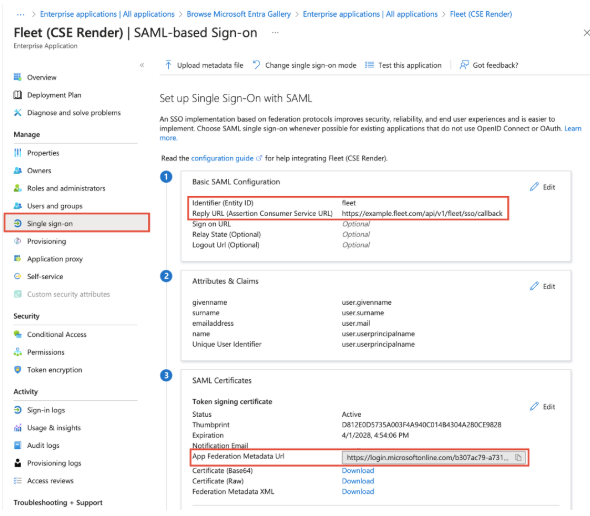 ··· > Enterprise applications | All applications > Browse Microsoft Entra Gallery > Enterprise applications | All applications > Fleet (CSE Render)
Fleet (CSE Render) | SAML-based Sign-on ···
Enterprise Application
Overview
Deployment Plan
Diagnose and solve problems
Manage
Properties
Owners
Roles and administrators
Users and groups
Single sign-on
Provisioning
Application proxy
Self-service
Custom security attributes
Security
Conditional Access
Permissions
Token encryption
Activity
Sign-in logs
Usage & insights
Audit logs
Provisioning logs
Access reviews
Troubleshooting + Support
Upload metadata file
Change single sign-on mode
Test this application
Got feedback?
Set up Single Sign-On with SAML
An SSO implementation based on federation protocols improves security, reliability, and end user experiences and is easier to
implement. Choose SAML single sign-on whenever possible for existing applications that do not use OpenID Connect or OAuth. Learn
more.
Read the configuration guide for help integrating Fleet (CSE Render).
1
Basic SAML Configuration
Edit
Identifier (Entity ID) fleet
Reply URL (Assertion Consumer Service URL) https://example.fleet.com/api/v1/fleet/sso/callback
Sign on URL Optional
Relay State (Optional) Optional
Logout Url (Optional) Optional
2
Attributes & Claims
Edit
givenname user.givenname
surname user.surname
emailaddress user.mail
name user.userprincipalname
Unique User Identifier user.userprincipalname
3
SAML Certificates
Token signing certificate
Edit
Status Active
Thumbprint D812E0D5735A003F4A940C014B4304A280CE9828
Expiration 4/1/2028, 4:54:06 PM
Notification Email
App Federation Metadata Url https://login.microsoftonline.com/b307ac79-a731...
Certificate (Base64) Download
Certificate (Raw) Download
Federation Metadata XML Download